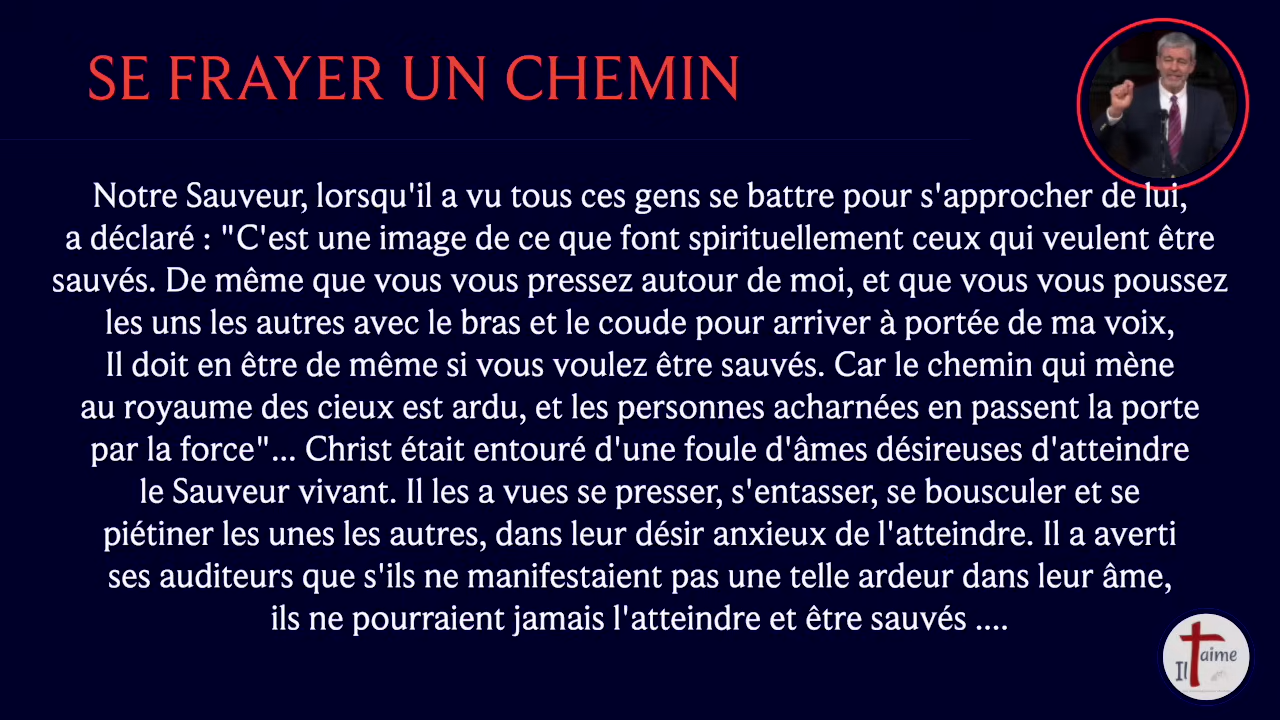 SE FRAYER UN CHEMIN
Notre Sauveur, lorsqu'il a vu tous ces gens se battre pour s'approcher de lui,
a déclaré : "C'est une image de ce que font spirituellement ceux qui veulent être
sauvés. De même que vous vous pressez autour de moi, et que vous vous poussez
les uns les autres avec le bras et le coude pour arriver à portée de ma voix,
Il doit en être de même si vous voulez être sauvés. Car le chemin qui mène
au royaume des cieux est ardu, et les personnes acharnées en passent la porte
par la force"... Christ était entouré d'une foule d'âmes désireuses d'atteindre
le Sauveur vivant. Il les a vues se presser, s'entasser, se bousculer et se
piétiner les unes les autres, dans leur désir anxieux de l'atteindre. Il a averti
ses auditeurs que s'ils ne manifestaient pas une telle ardeur dans leur âme,
ils ne pourraient jamais l'atteindre et être sauvés ....
Il t'aime